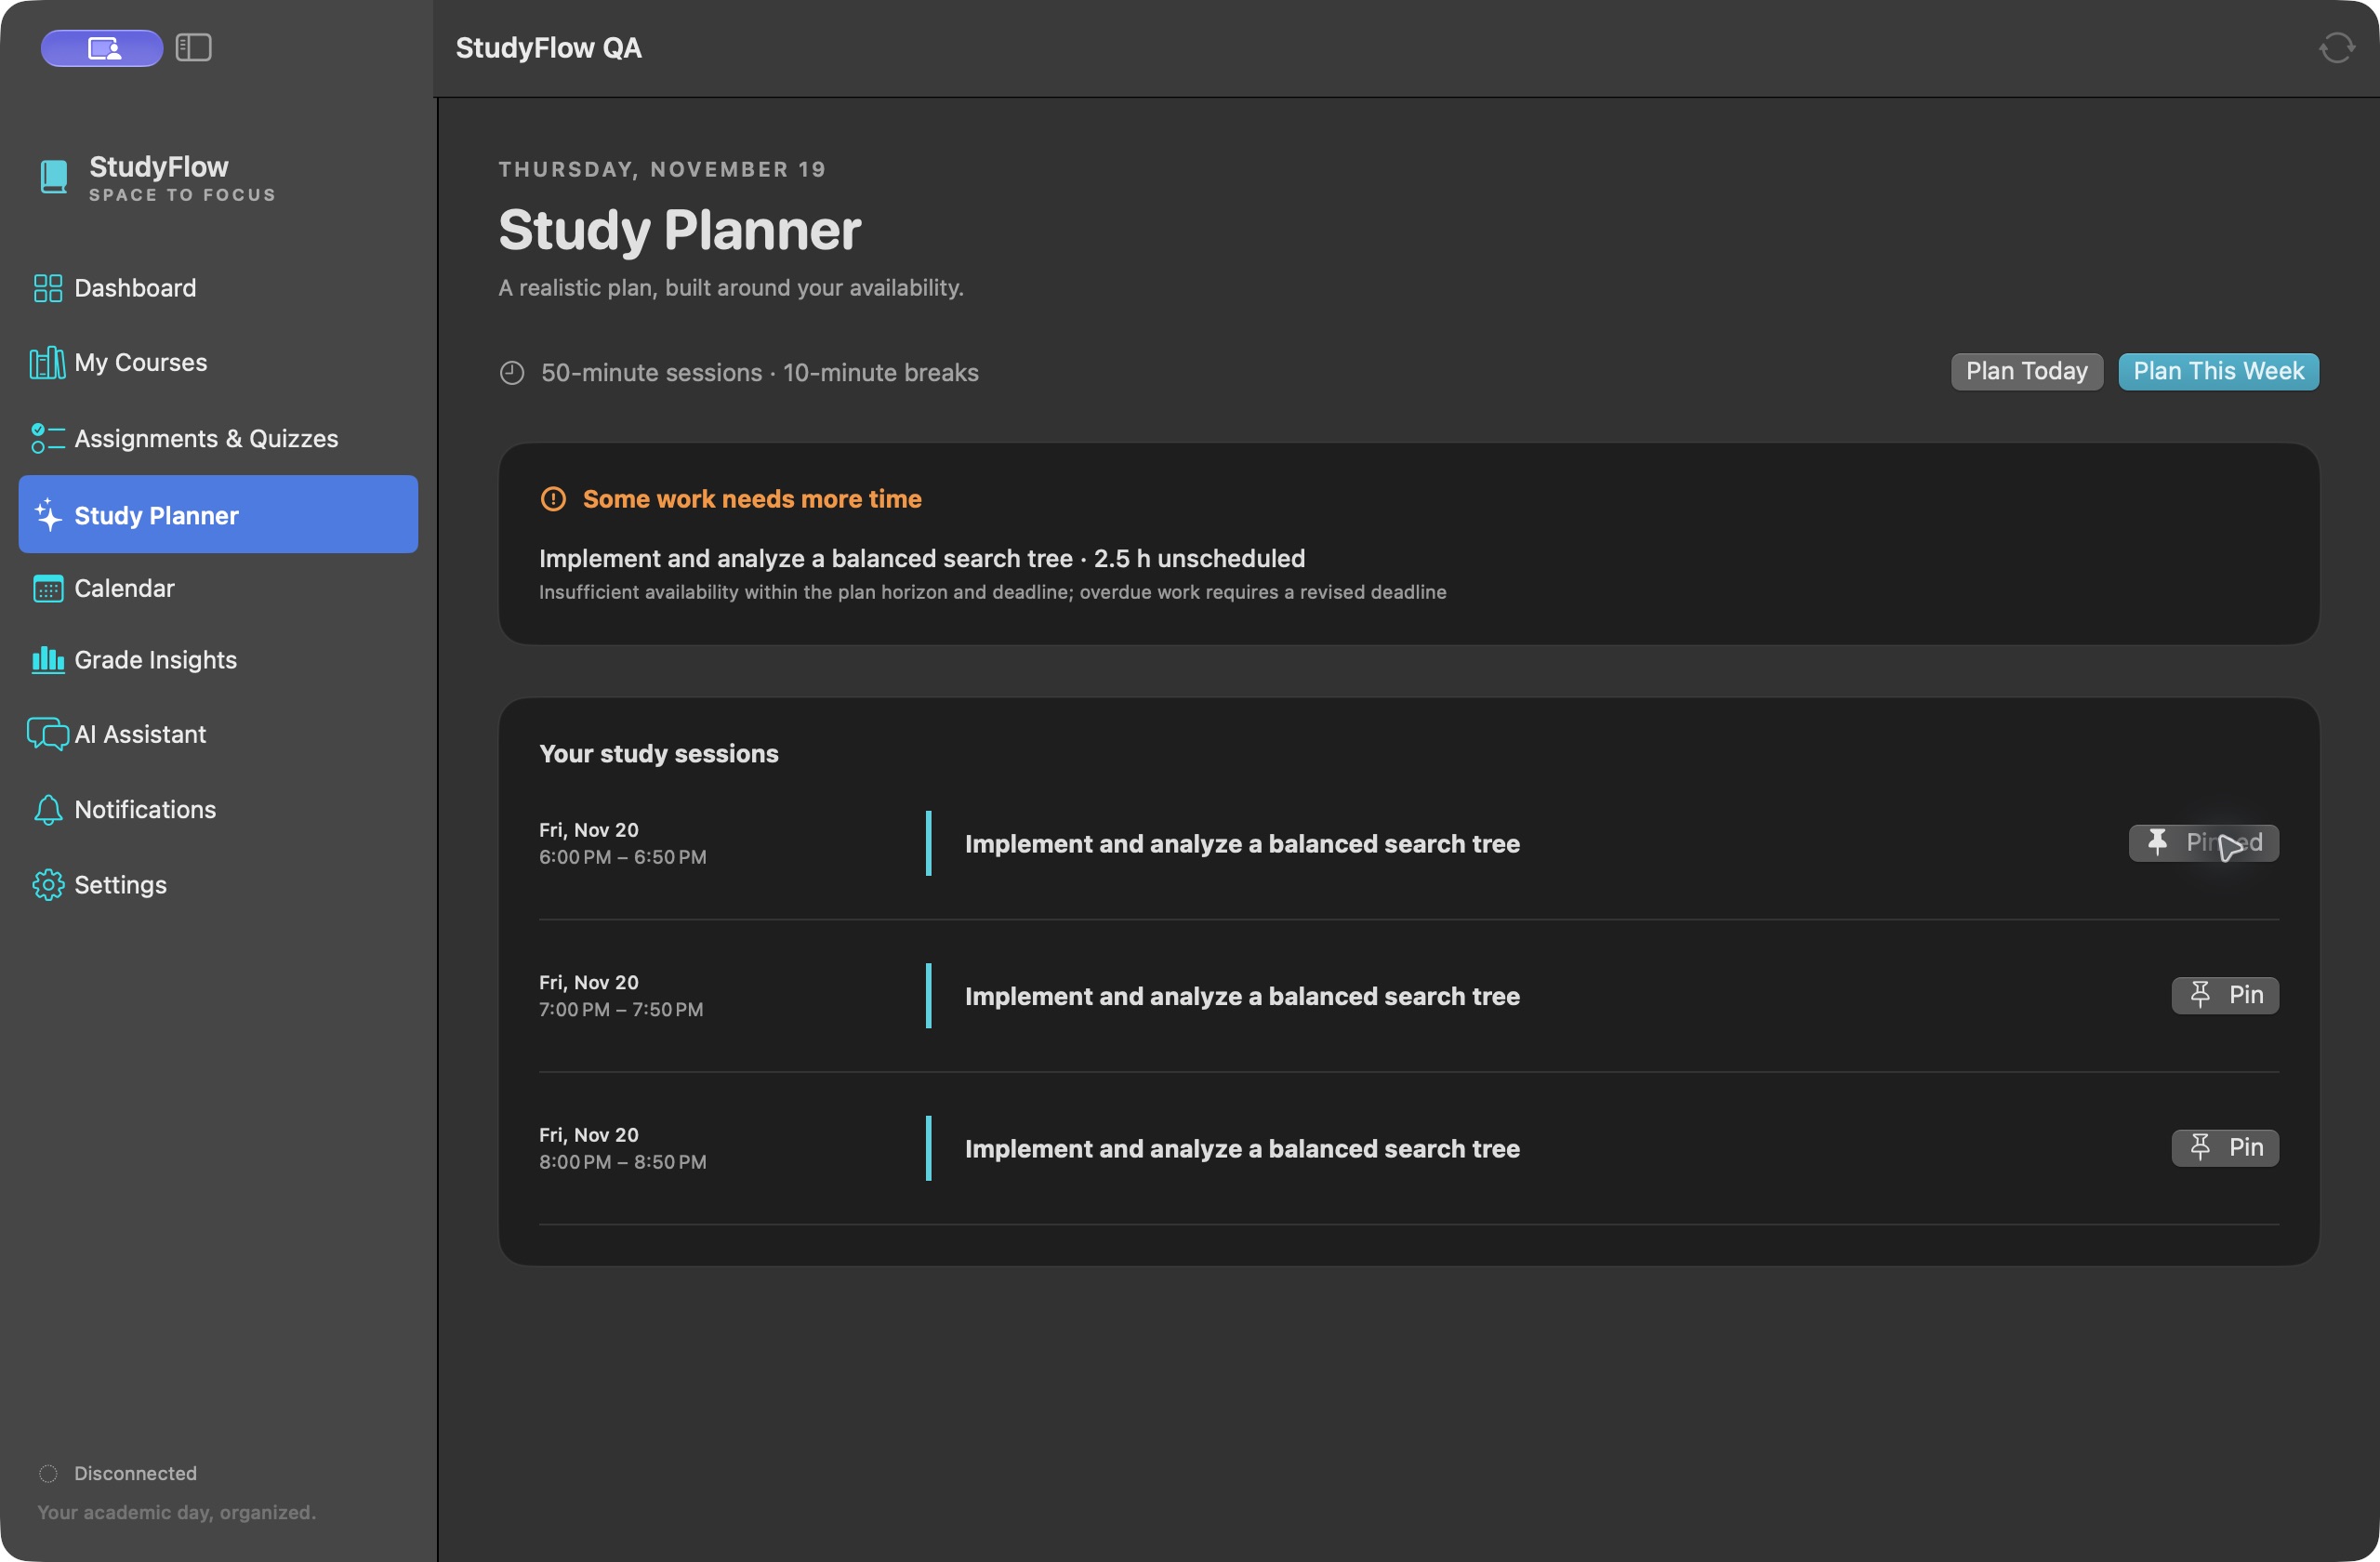 StudyFlow QA
StudyFlow
SPACE TO FOCUS
Dashboard
My Courses
Assignments & Quizzes
Study Planner
Calendar
Grade Insights
AI Assistant
Notifications
Settings
Disconnected
Your academic day, organized.
THURSDAY, NOVEMBER 19
Study Planner
A realistic plan, built around your availability.
50-minute sessions · 10-minute breaks
Plan Today
Plan This Week
Some work needs more time
Implement and analyze a balanced search tree · 2.5 h unscheduled
Insufficient availability within the plan horizon and deadline; overdue work requires a revised deadline
Your study sessions
Fri, Nov 20
6:00 PM – 6:50 PM
Implement and analyze a balanced search tree
Pinned
Fri, Nov 20
7:00 PM – 7:50 PM
Implement and analyze a balanced search tree
Pin
Fri, Nov 20
8:00 PM – 8:50 PM
Implement and analyze a balanced search tree
Pin